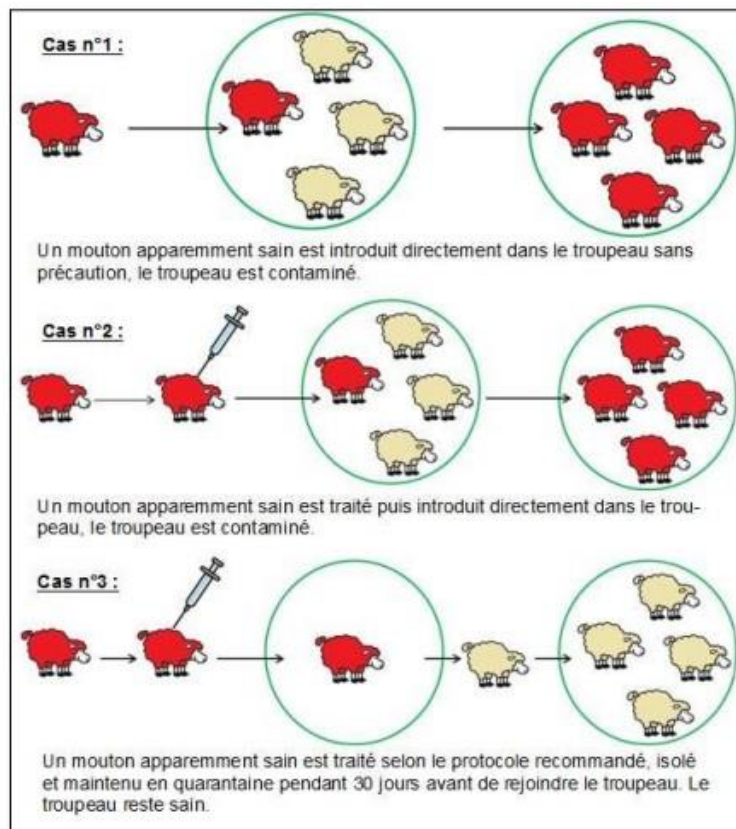 Cas n°1 :
Un mouton apparemment sain est introduit directement dans le troupeau sans
précaution, le troupeau est contaminé.
Cas n°2 :
Un mouton apparemment sain est traité puis introduit directement dans le trou-
peau, le troupeau est contaminé.
Cas n°3 :
Un mouton apparemment sain est traité selon le protocole recommandé, isolé
et maintenu en quarantaine pendant 30 jours avant de rejoindre le troupeau. Le
troupeau reste sain.